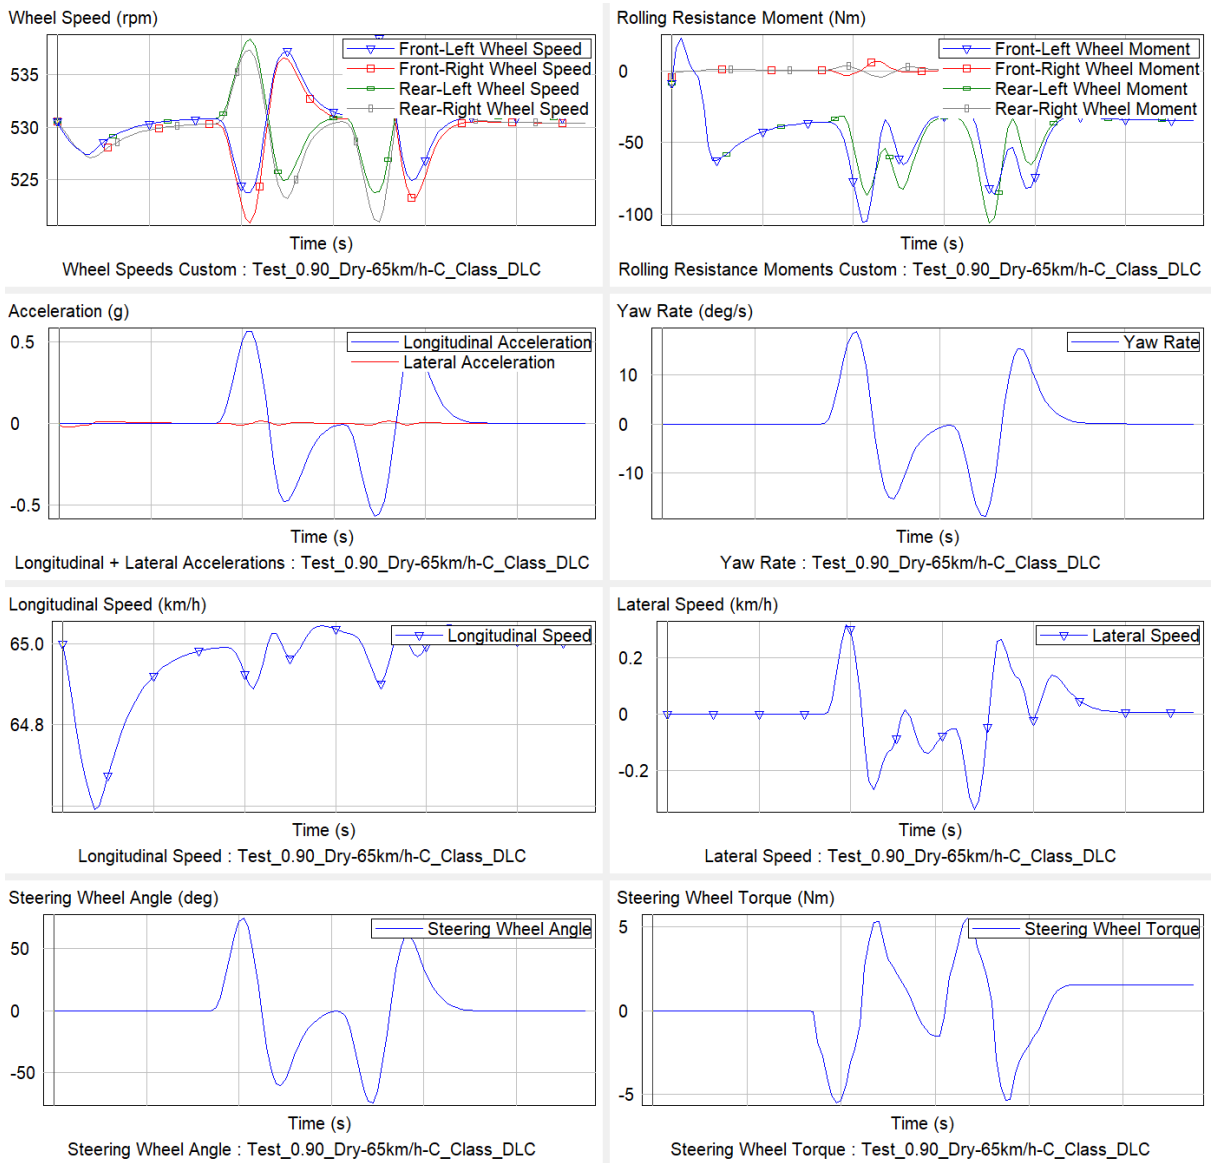 Wheel Speed (rpm)
Front-Left Wheel Speed
Front-Right Wheel Speed
Rear-Left Wheel Speed
Rear-Right Wheel Speed
535
530
525
Time (s)
Wheel Speeds Custom : Test_0.90_Dry-65km/h-C_Class_DLC
Rolling Resistance Moment (Nm)
Front-Left Wheel Moment
Front-Right Wheel Moment
Rear-Left Wheel Moment
Rear-Right Wheel Moment
0
-50
-100
Time (s)
Rolling Resistance Moments Custom : Test_0.90_Dry-65km/h-C_Class_DLC
Acceleration (g)
Longitudinal Acceleration
Lateral Acceleration
0.5
0
-0.5
Time (s)
Longitudinal + Lateral Accelerations : Test_0.90_Dry-65km/h-C_Class_DLC
Yaw Rate (deg/s)
Yaw Rate
10
0
-10
Time (s)
Yaw Rate : Test_0.90_Dry-65km/h-C_Class_DLC
Longitudinal Speed (km/h)
Longitudinal Speed
65.0
64.8
Time (s)
Longitudinal Speed : Test_0.90_Dry-65km/h-C_Class_DLC
Lateral Speed (km/h)
Lateral Speed
0.2
0
-0.2
Time (s)
Lateral Speed : Test_0.90_Dry-65km/h-C_Class_DLC
Steering Wheel Angle (deg)
Steering Wheel Angle
50
0
-50
Time (s)
Steering Wheel Angle : Test_0.90_Dry-65km/h-C_Class_DLC
Steering Wheel Torque (Nm)
Steering Wheel Torque
5
0
-5
Time (s)
Steering Wheel Torque : Test_0.90_Dry-65km/h-C_Class_DLC